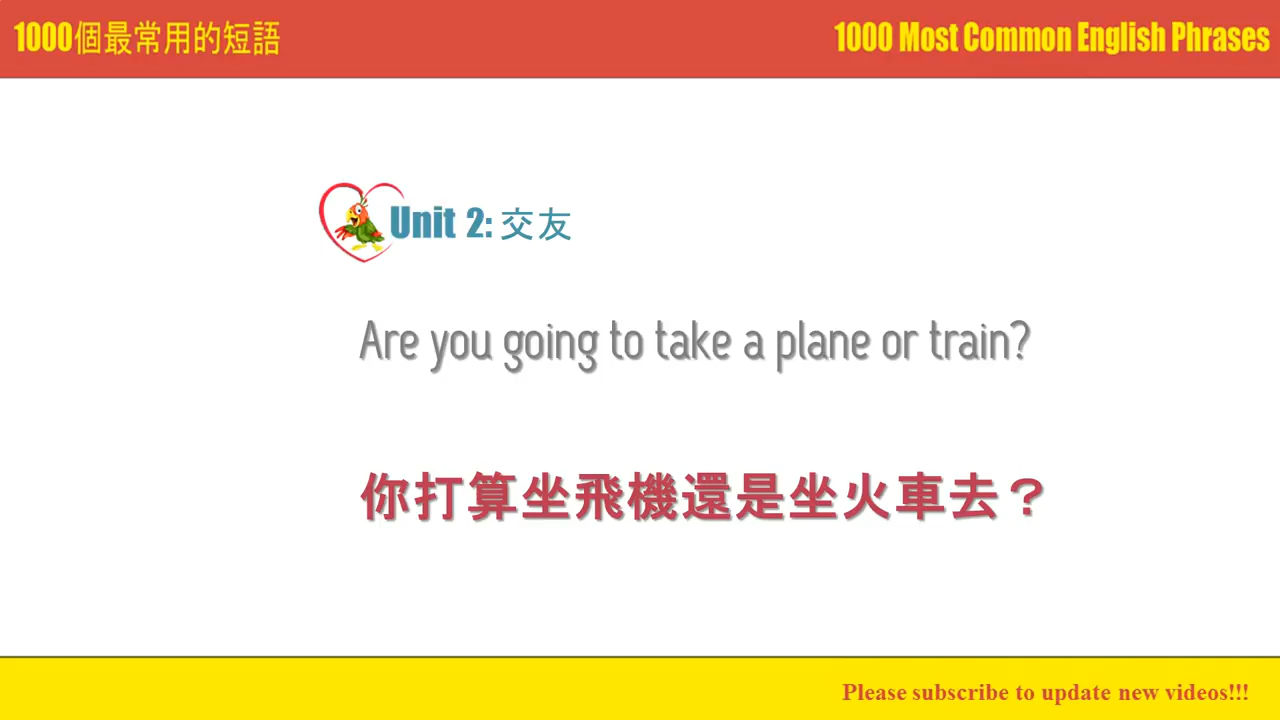 1000個最常用的短語
1000 Most Common English Phrases
Unit 2: 交友
Are you going to take a plane or train?
你打算坐飛機還是坐火車去？
Please subscribe to update new videos!!!